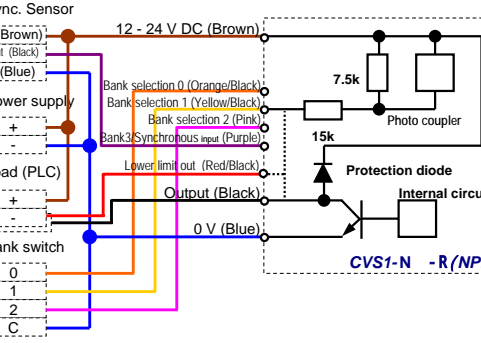 nc. Sensor
Brown)
12 - 24 V DC (Brown)
(Black)
(Blue)
7.5k
Bank selection 0 (Orange/Black)
Bank selection 1 (Yellow/Black)
Bank selection 2 (Pink)
Bank3/Synchronous input (Purple)
Photo coupler
15k
ower supply
+
-
Lower limit out (Red/Black)
Protection diode
ad (PLC)
+
-
Output (Black)
Internal circu
0 V (Blue)
ank switch
0
1
2
C
CVS1-N -R (NP